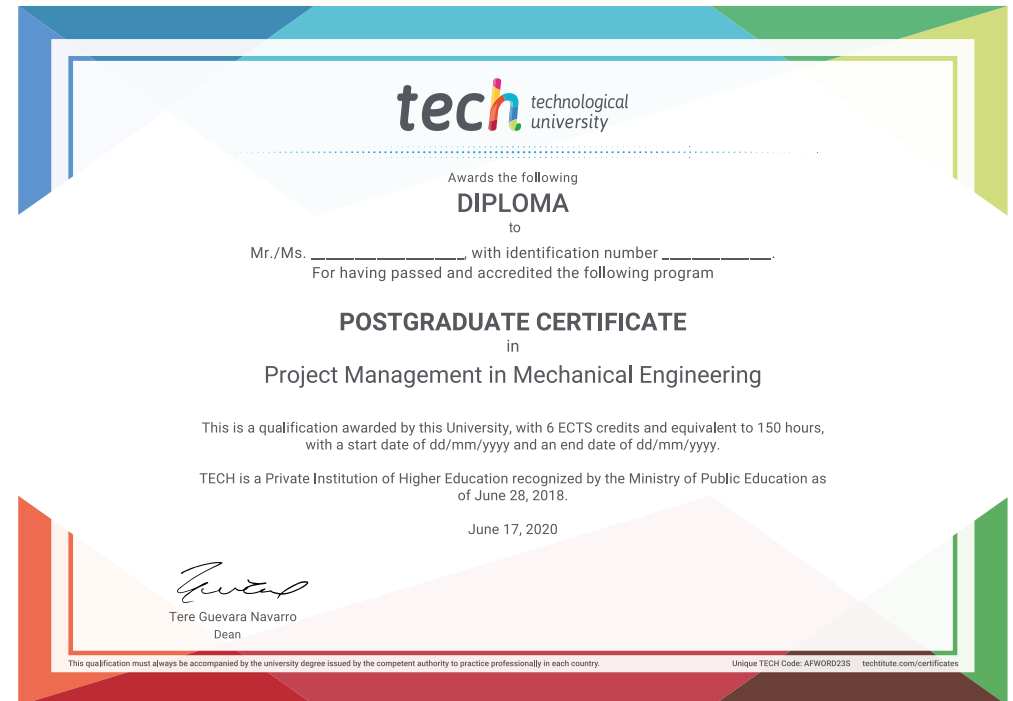 tech technological
university
Awards the following
DIPLOMA
to
Mr./Ms. _________________, with identification number ____________.
For having passed and accredited the following program
POSTGRADUATE CERTIFICATE
in
Project Management in Mechanical Engineering
This is a qualification awarded by this University, with 6 ECTS credits and equivalent to 150 hours,
with a start date of dd/mm/yyyy and an end date of dd/mm/yyyy.
TECH is a Private Institution of Higher Education recognized by the Ministry of Public Education as
of June 28, 2018.
June 17, 2020
Tere Guevara Navarro
Dean
This qualification must always be accompanied by the university degree issued by the competent authority to practice professionally in each country.
Unique TECH Code: AFWORD23S techtitute.com/certificates